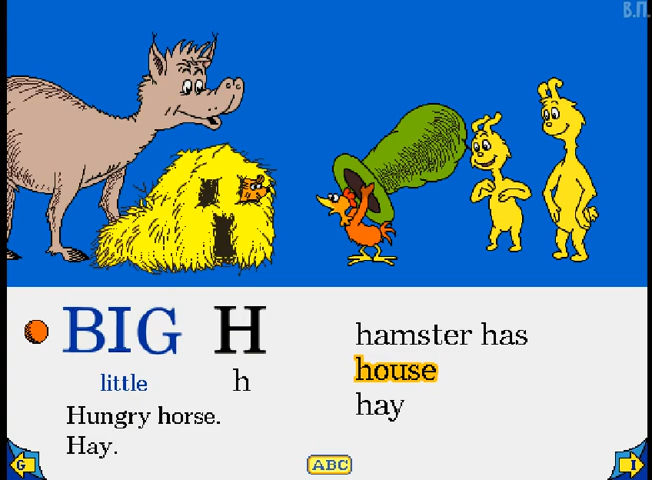 В.П.
BIG H
little h
Hungry horse.
Hay.
hamster has
house
hay
G
ABC
I